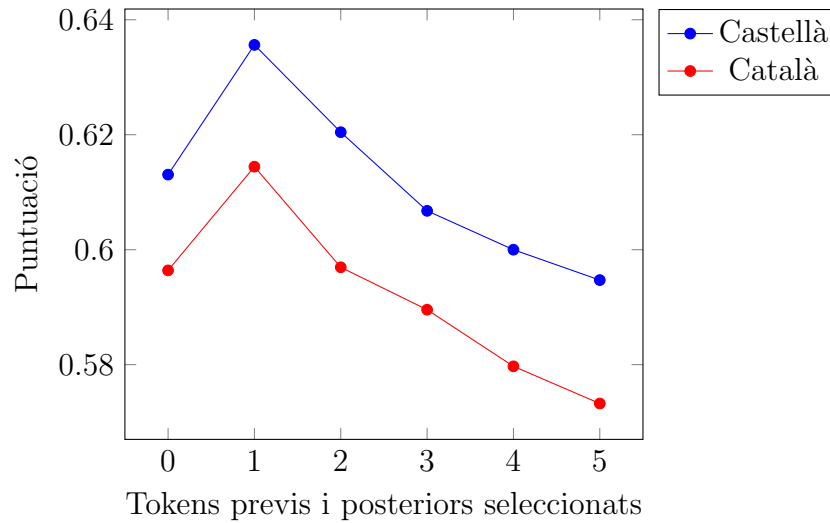 0.64
0.62
0.6
0.58
Puntuació
0
1
2
3
4
5
Tokens previs i posteriors seleccionats
Castellà
Català